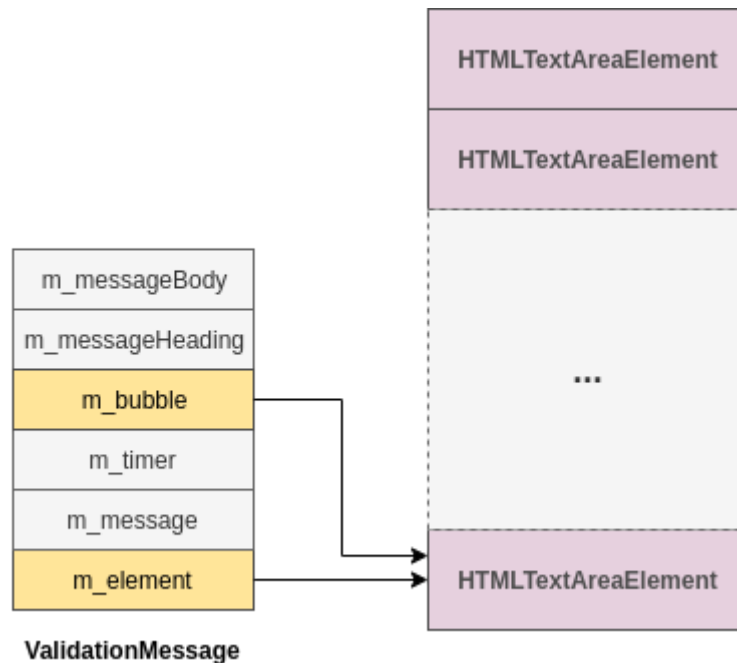 HTMLTextAreaElement
HTMLTextAreaElement
...
HTMLTextAreaElement
m_messageBody
m_messageHeading
m_bubble
m_timer
m_message
m_element
ValidationMessage